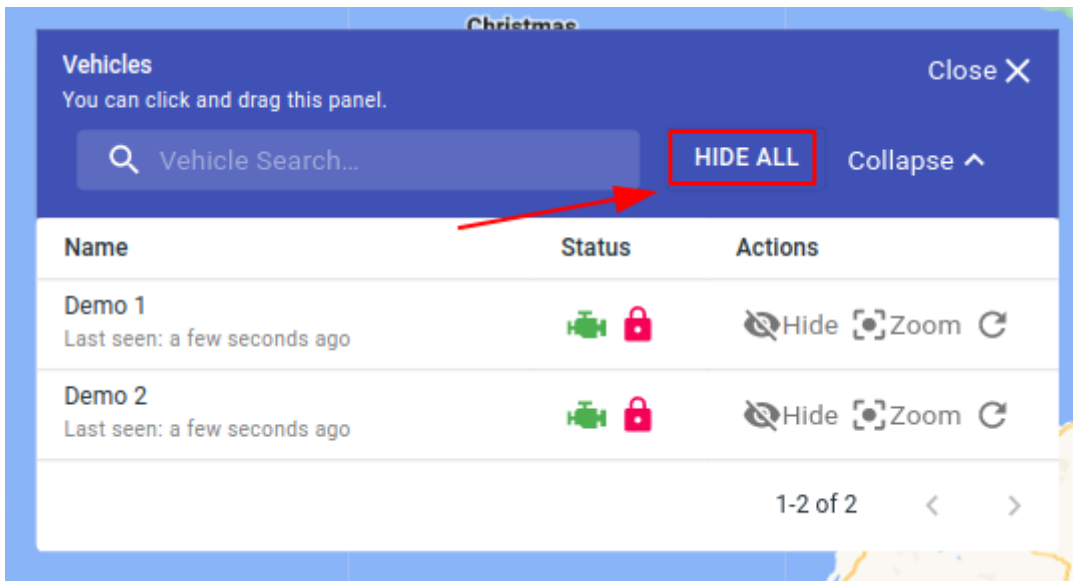 Christmas
Vehicles
Close
You can click and drag this panel.
Vehicle Search...
HIDE ALL
Collapse
Name Status Actions
Demo 1
Last seen: a few seconds ago
Hide Zoom
Demo 2
Last seen: a few seconds ago
Hide Zoom
1-2 of 2